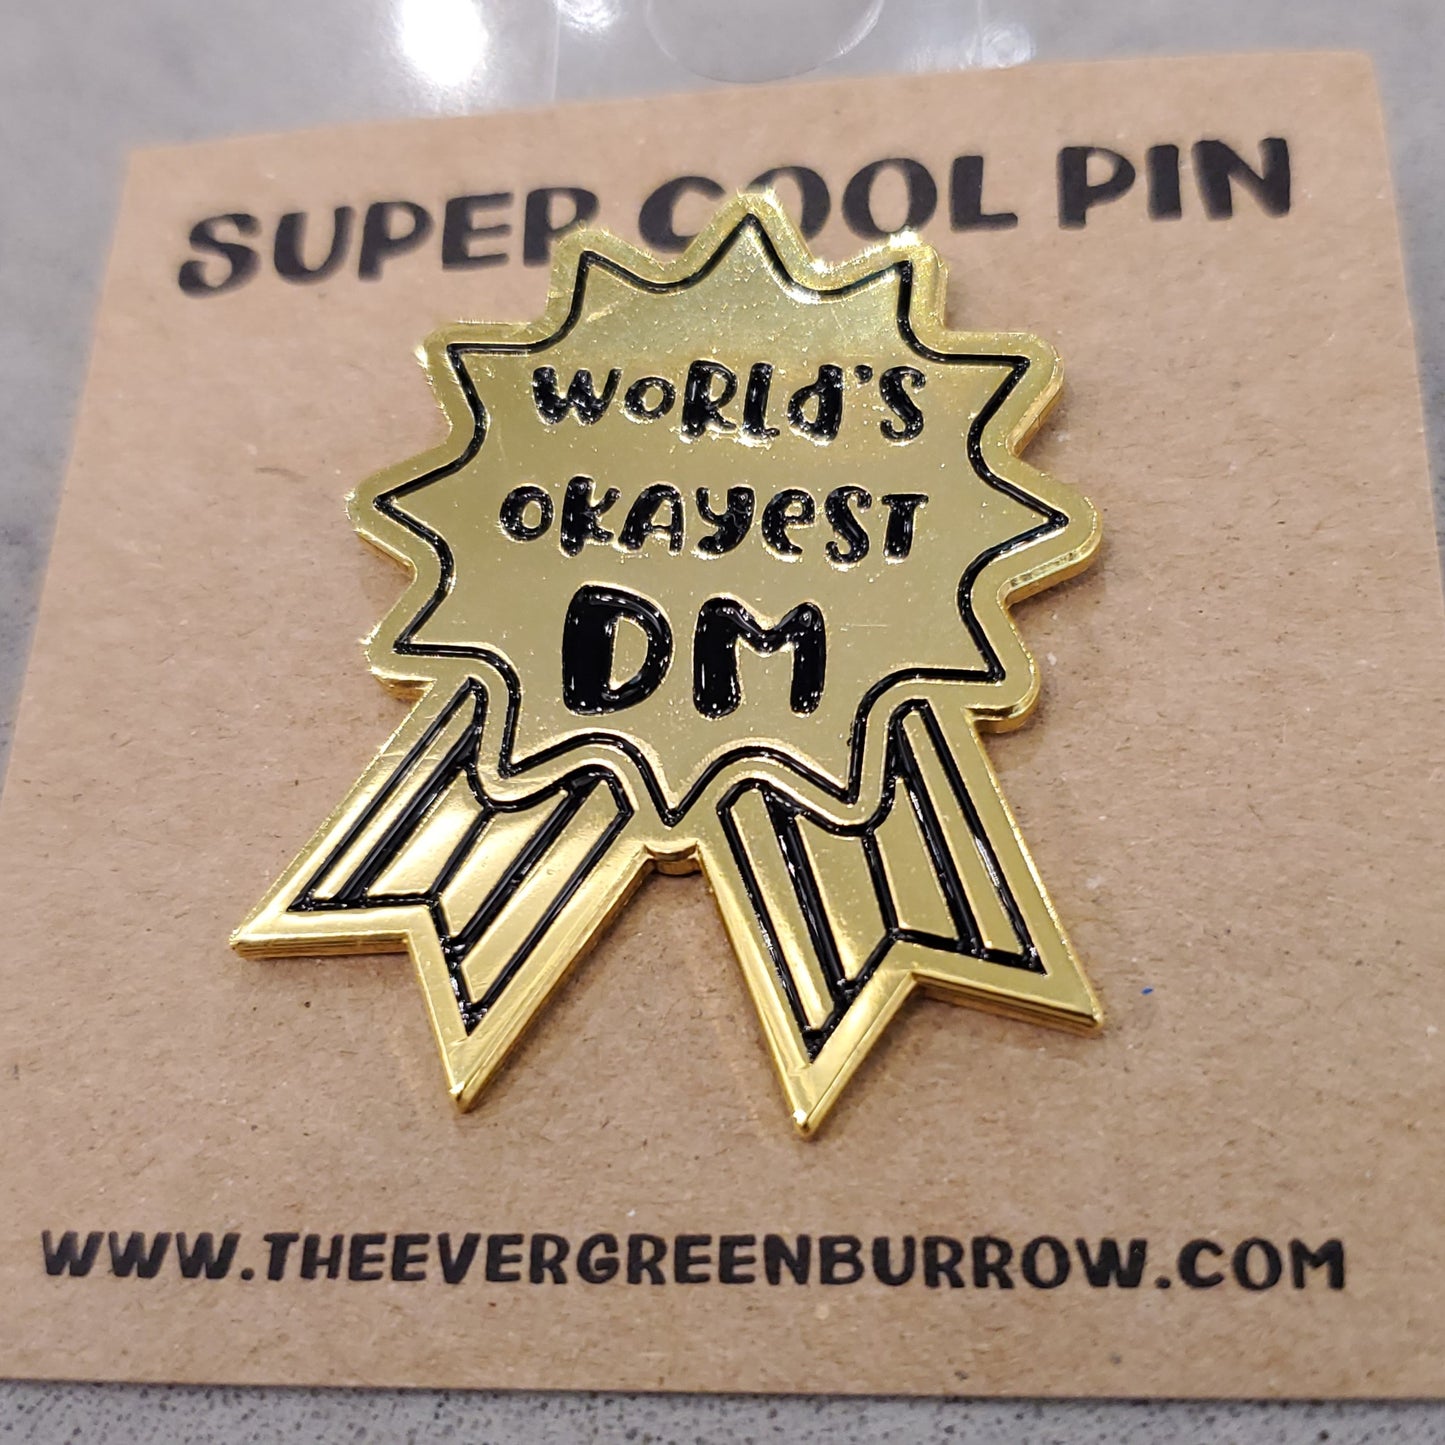 SUPER COOL PIN
WORLD'S
OKAYEST
DM
WWW.THEEVERGREENBURROW.COM